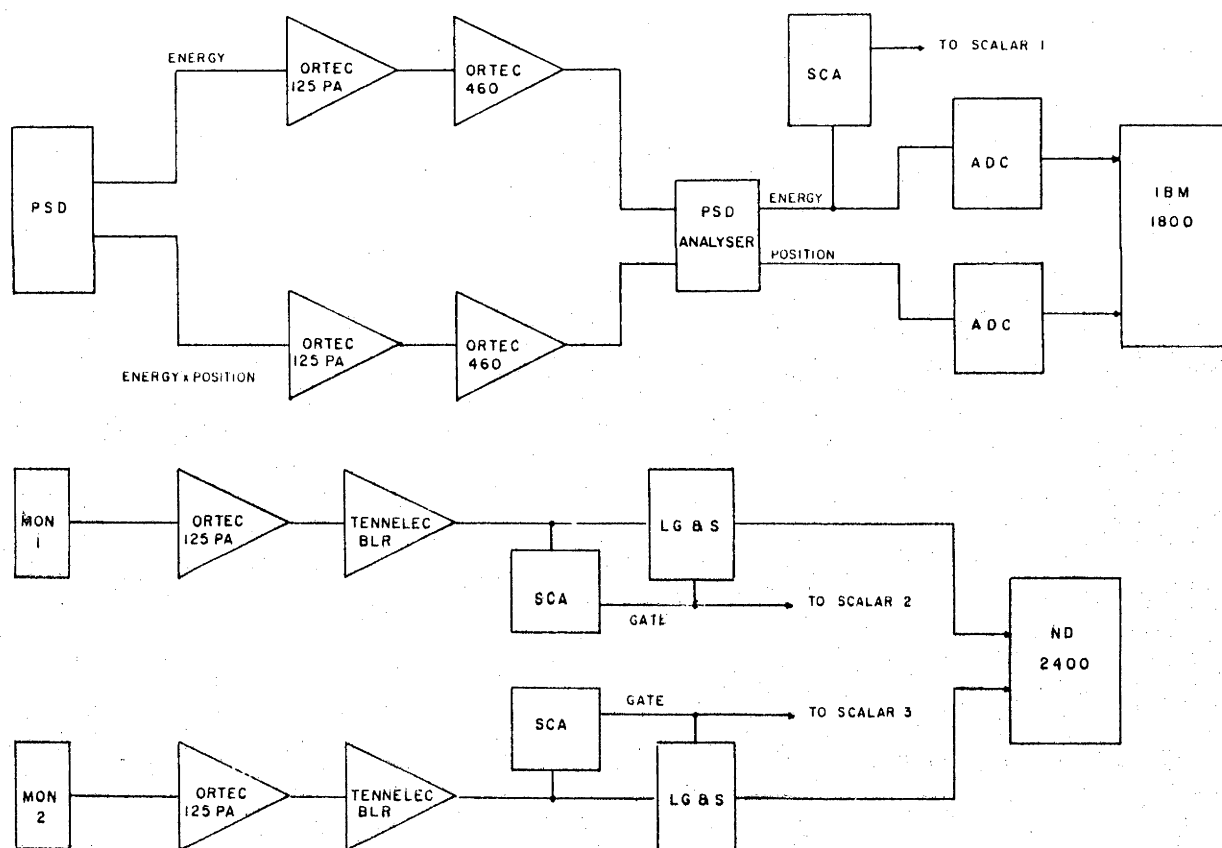 ENERGY
ORTEC
125 PA
ORTEC
460
SCA
TO SCALAR 1
ADC
IBM
1800
PSD
PSD
ANALYSER
ENERGY
POSITION
ADC
ORTEC
125 PA
ORTEC
460
ENERGY x POSITION
MON
1
ORTEC
125 PA
TENNELEC
BLR
LG & S
SCA
GATE
TO SCALAR 2
ND
2400
SCA
GATE
TO SCALAR 3
MON
2
ORTEC
125 PA
TENNELEC
BLR
LG & S